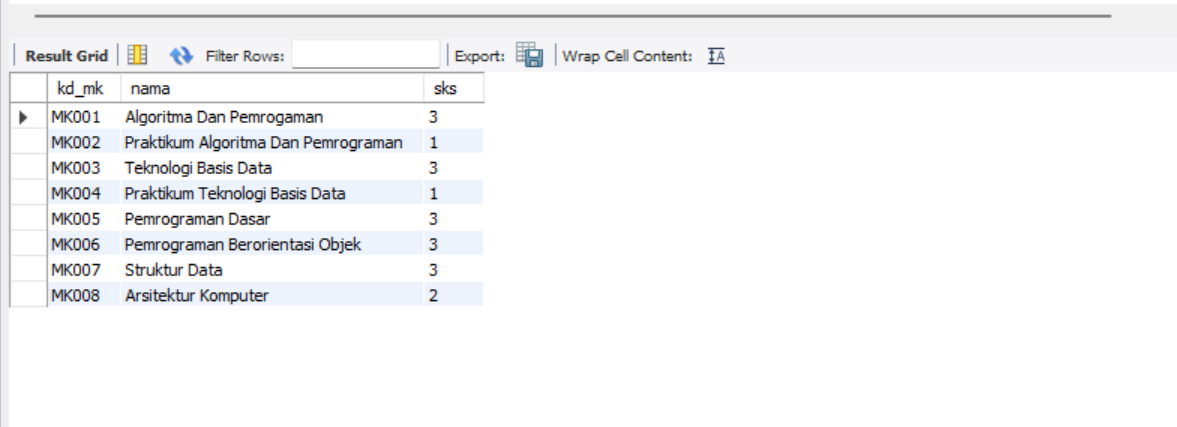 Result Grid Filter Rows: Export: Wrap Cell Content: IA
kd_mk nama sks
MK001 Algoritma Dan Pemrogaman 3
MK002 Praktikum Algoritma Dan Pemrograman 1
MK003 Teknologi Basis Data 3
MK004 Praktikum Teknologi Basis Data 1
MK005 Pemrograman Dasar 3
MK006 Pemrograman Berorientasi Objek 3
MK007 Struktur Data 3
MK008 Arsitektur Komputer 2